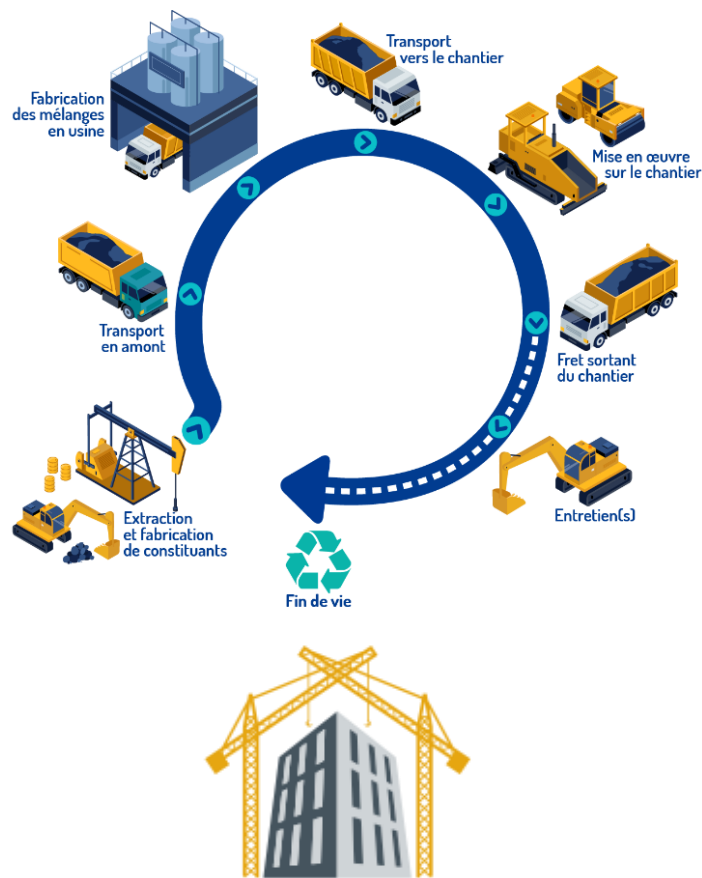 Transport
vers le chantier
Fabrication
des mélanges
en usine
Mise en œuvre
sur le chantier
Transport
en amont
Fret sortant
du chantier
Extraction
et fabrication
de constituants
Entretien(s)
Fin de vie